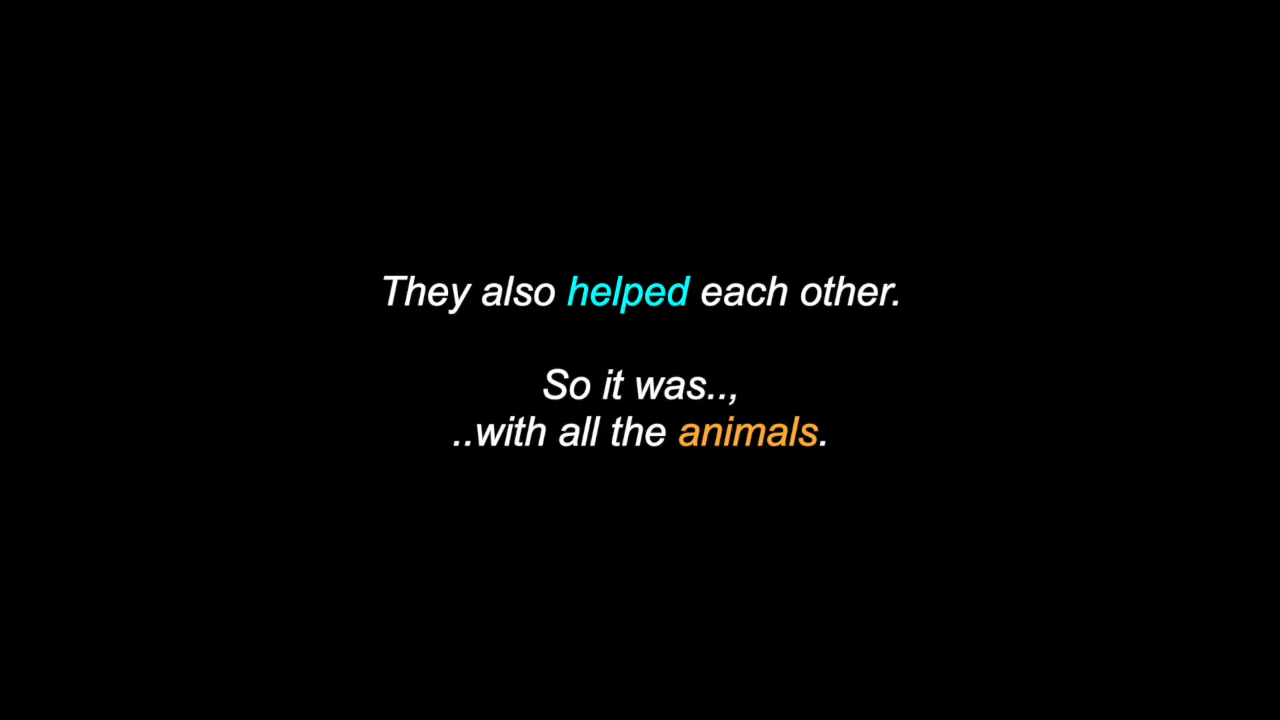 They also helped each other.
So it was..,
..with all the animals.